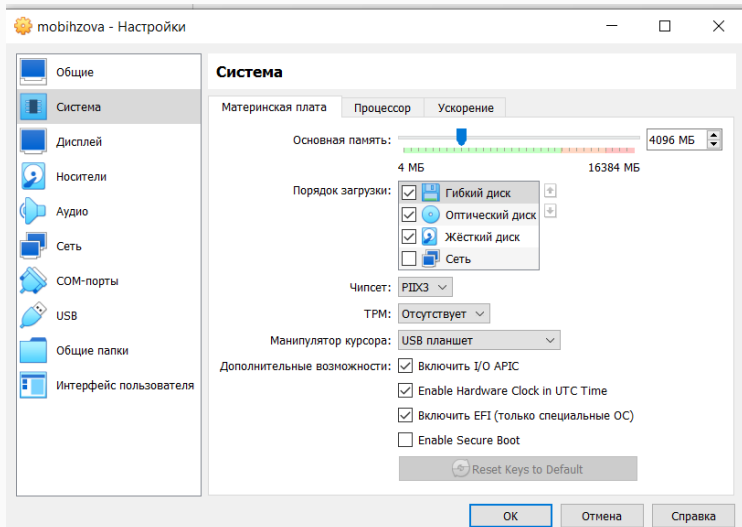 mobihzova - Настройки
Общие
Система
Дисплей
Носители
Аудио
Сеть
COM-порты
USB
Общие папки
Интерфейс пользователя
Система
Материнская плата Процессор Ускорение
Основная память: 4096 МБ
4 МБ 16384 МБ
Порядок загрузки: Гибкий диск
Оптический диск
Жёсткий диск
Сеть
Чипсет: PIIX3
TPM: Отсутствует
Манипулятор курсора: USB планшет
Дополнительные возможности: Включить I/O APIC
Enable Hardware Clock in UTC Time
Включить EFI (только специальные ОС)
Enable Secure Boot
Reset Keys to Default
OK Отмена Справка